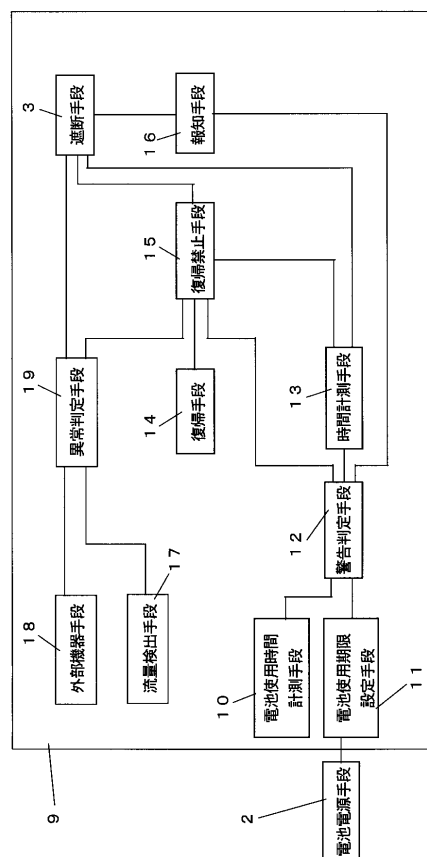 9
18
外部機器手段
流量検出手段
17
19
異常判定手段
3
遮断手段
16
報知手段
14
復帰手段
15
復帰禁止手段
10
電池使用時間
計測手段
電池使用期限
設定手段
11
12
警告判定手段
13
時間計測手段
2
電池電源手段